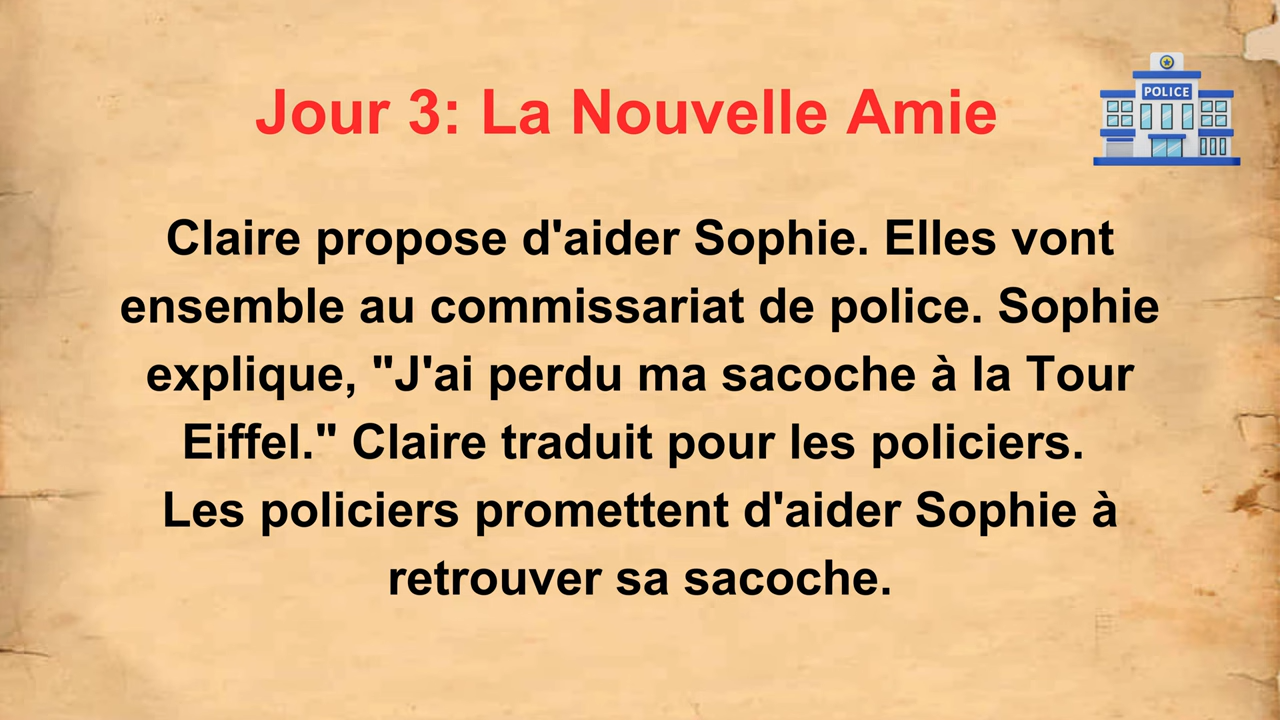 POLICE
Jour 3: La Nouvelle Amie
Claire propose d'aider Sophie. Elles vont
ensemble au commissariat de police. Sophie
explique, "J'ai perdu ma sacoche à la Tour
Eiffel." Claire traduit pour les policiers.
Les policiers promettent d'aider Sophie à
retrouver sa sacoche.